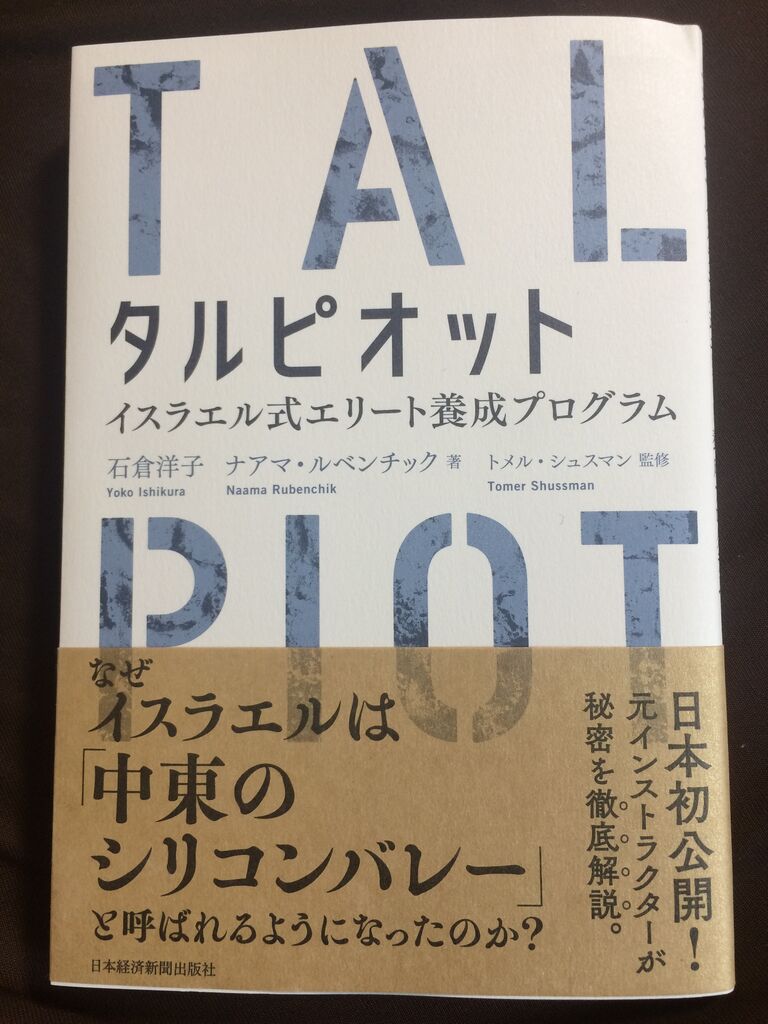 TAL
タルピオット
イスラエル式エリート養成プログラム
石倉洋子 ナアマ・ルベンチック 著 トメル・シュスマン 監修
Yoko Ishikura Naama Rubenchik Tomer Shussman
PIOT
なぜ
イスラエルは
「中東の
シリコンバレー」
と呼ばれるようになったのか?
日本経済新聞出版社
日本初公開!
元インストラクターが
秘密を徹底解説。